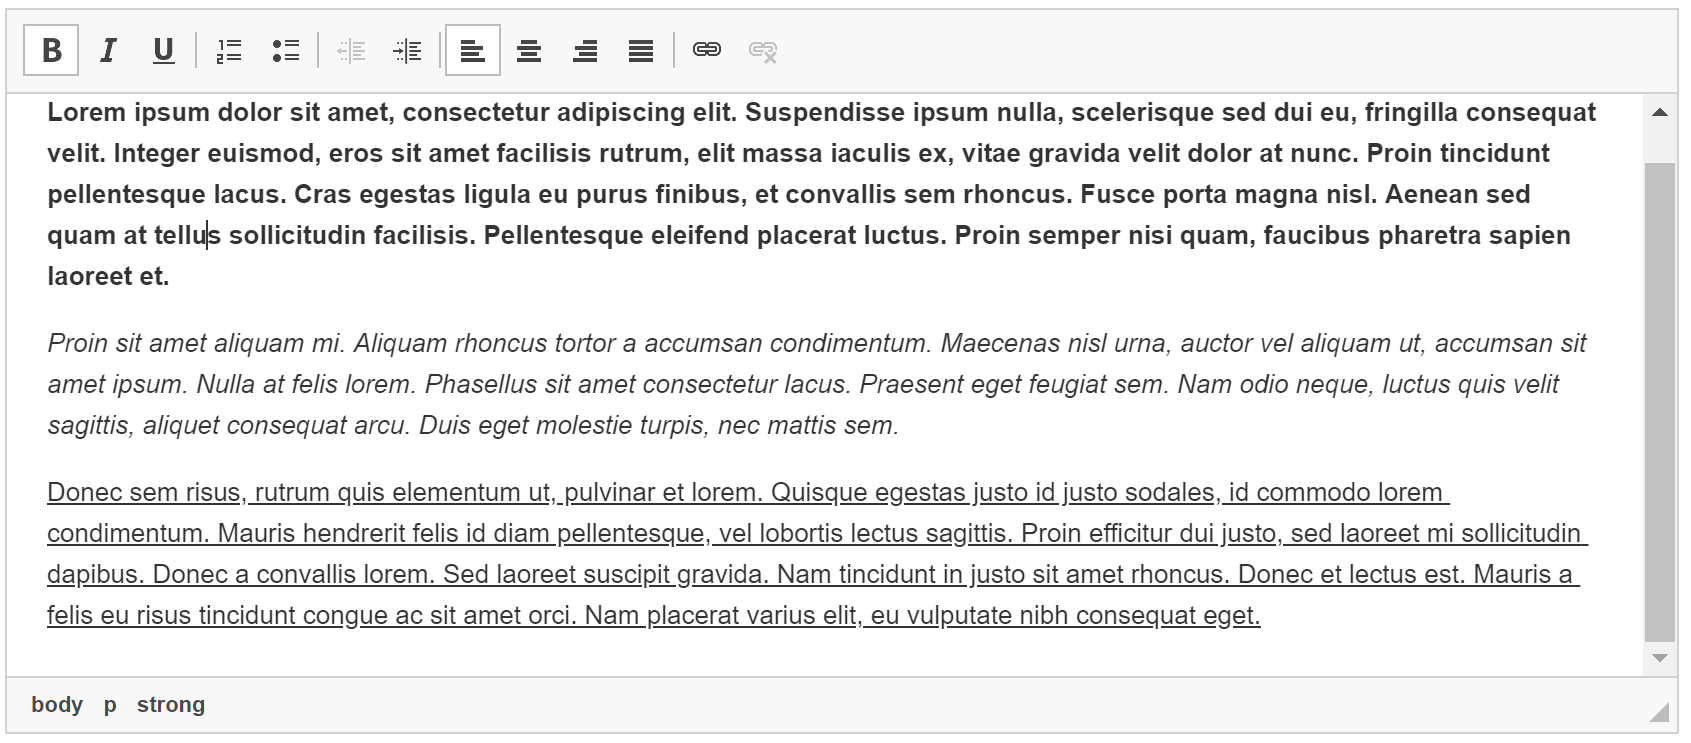 B I U
Lorem ipsum dolor sit amet, consectetur adipiscing elit. Suspendisse ipsum nulla, scelerisque sed dui eu, fringilla consequat
velit. Integer euismod, eros sit amet facilisis rutrum, elit massa iaculis ex, vitae gravida velit dolor at nunc. Proin tincidunt
pellentesque lacus. Cras egestas ligula eu purus finibus, et convallis sem rhoncus. Fusce porta magna nisl. Aenean sed
quam at tellus sollicitudin facilisis. Pellentesque eleifend placerat luctus. Proin semper nisi quam, faucibus pharetra sapien
laoreet et.
Proin sit amet aliquam mi. Aliquam rhoncus tortor a accumsan condimentum. Maecenas nisl urna, auctor vel aliquam ut, accumsan sit
amet ipsum. Nulla at felis lorem. Phasellus sit amet consectetur lacus. Praesent eget feugiat sem. Nam odio neque, luctus quis velit
sagittis, aliquet consequat arcu. Duis eget molestie turpis, nec mattis sem.
Donec sem risus, rutrum quis elementum ut, pulvinar et lorem. Quisque egestas justo id justo sodales, id commodo lorem
condimentum. Mauris hendrerit felis id diam pellentesque, vel lobortis lectus sagittis. Proin efficitur dui justo, sed laoreet mi sollicitudin
dapibus. Donec a convallis lorem. Sed laoreet suscipit gravida. Nam tincidunt in justo sit amet rhoncus. Donec et lectus est. Mauris a
felis eu risus tincidunt congue ac sit amet orci. Nam placerat varius elit, eu vulputate nibh consequat eget.
body p strong